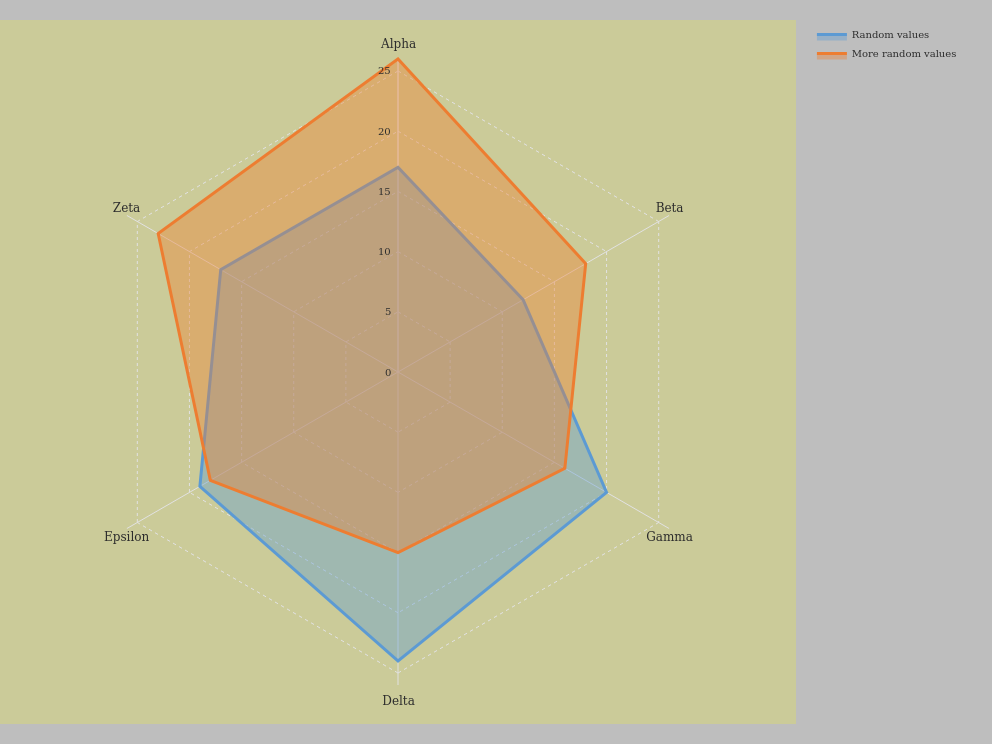 Alpha
Random values
More random values
25
20
15
Zeta
Beta
10
5
0
Epsilon
Gamma
Delta